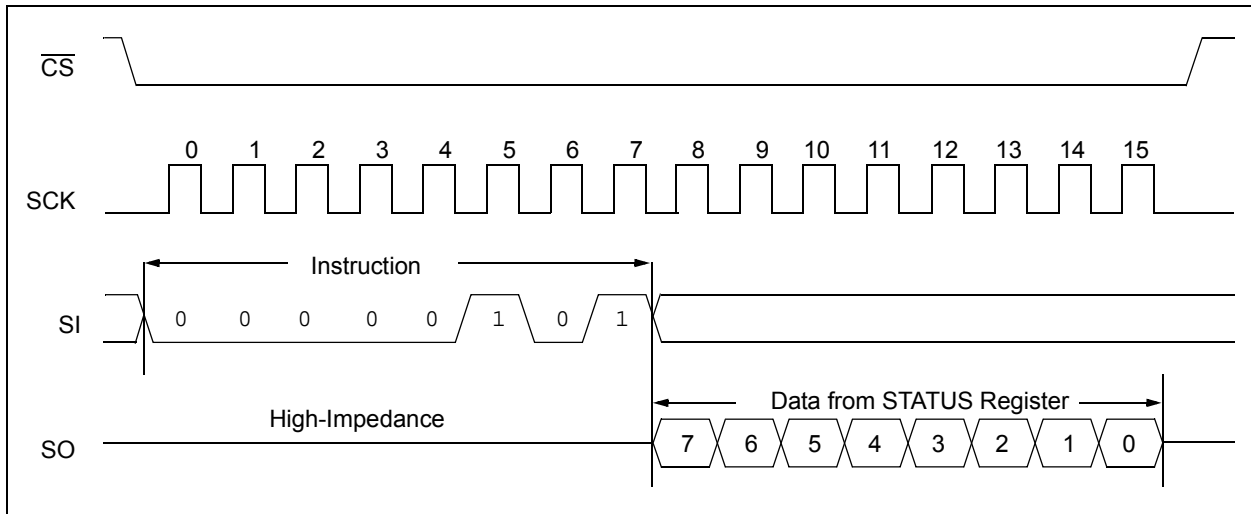 CS
0 1 2 3 4 5 6 7 8 9 10 11 12 13 14 15
SCK
Instruction
SI 0 0 0 0 0 1 0 1
Data from STATUS Register
High-Impedance
SO 7 6 5 4 3 2 1 0